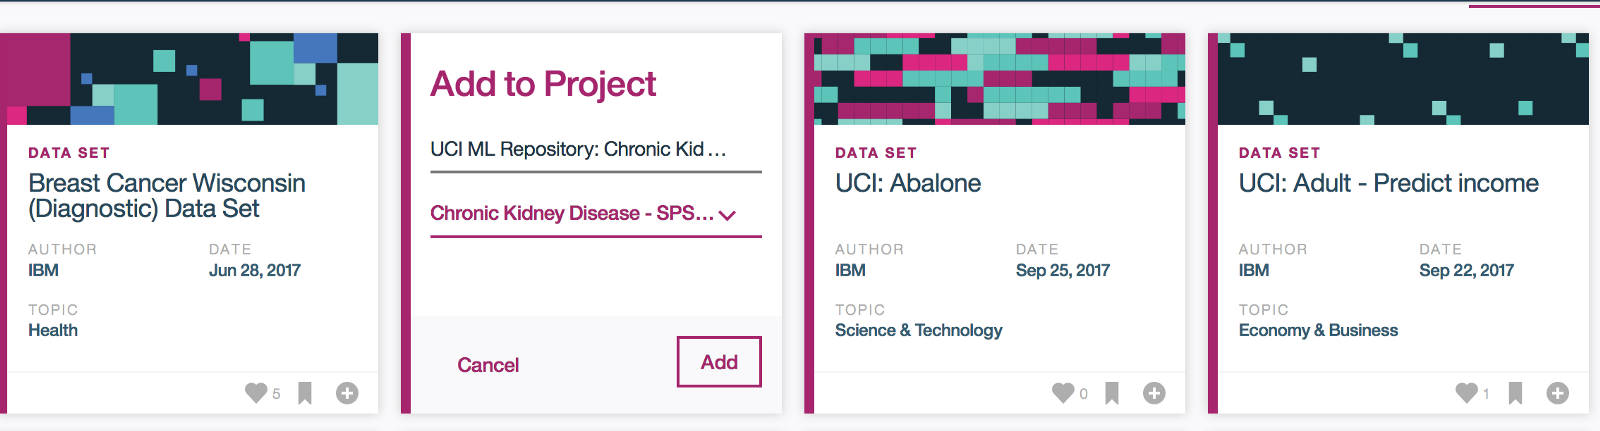 DATA SET
Breast Cancer Wisconsin
(Diagnostic) Data Set
AUTHOR DATE
IBM Jun 28, 2017
TOPIC
Health
5
Add to Project
UCI ML Repository: Chronic Kid ...
Chronic Kidney Disease - SPS...
Cancel Add
DATA SET
UCI: Abalone
AUTHOR DATE
IBM Sep 25, 2017
TOPIC
Science & Technology
0
DATA SET
UCI: Adult - Predict income
AUTHOR DATE
IBM Sep 22, 2017
TOPIC
Economy & Business
1